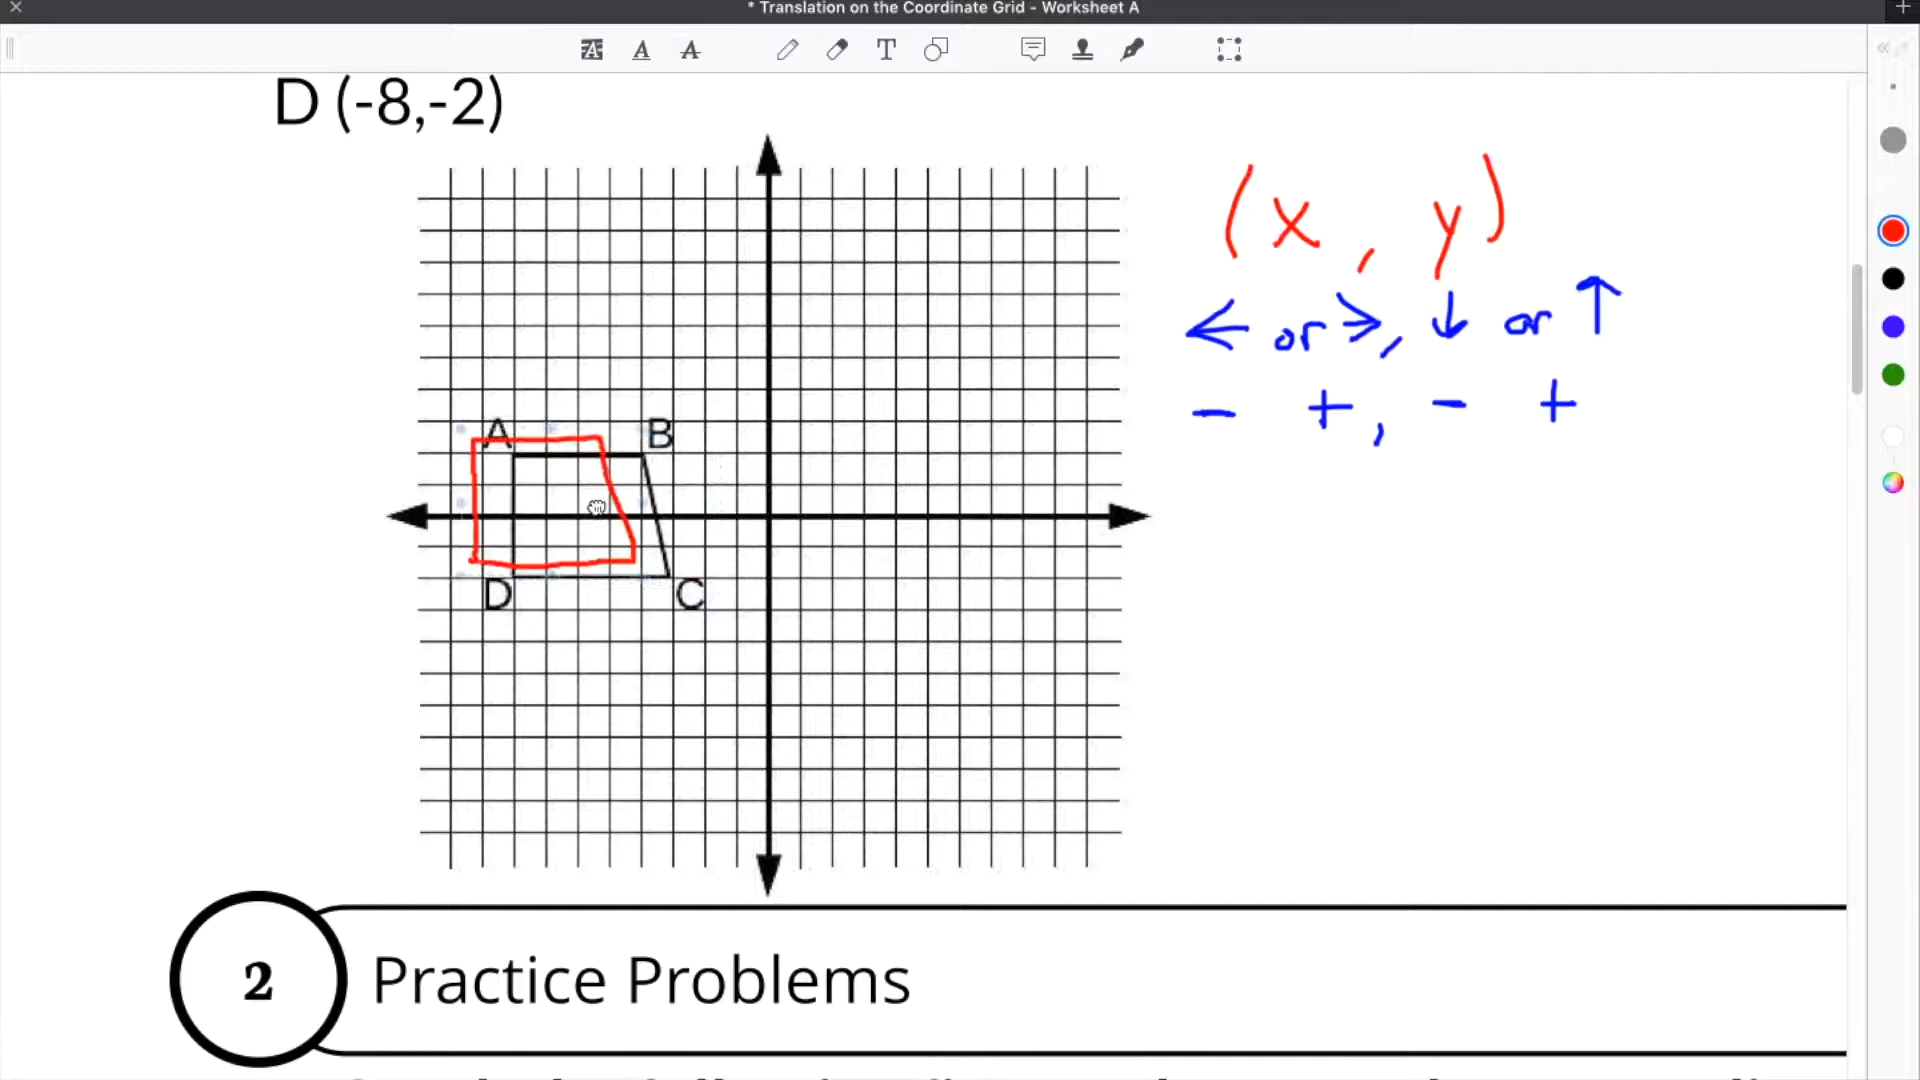 * Translation on the Coordinate Grid - Worksheet A
D (-8,-2)
(x, y)
← or →, ↓ or ↑
- +, - +
A B
D C
2 Practice Problems